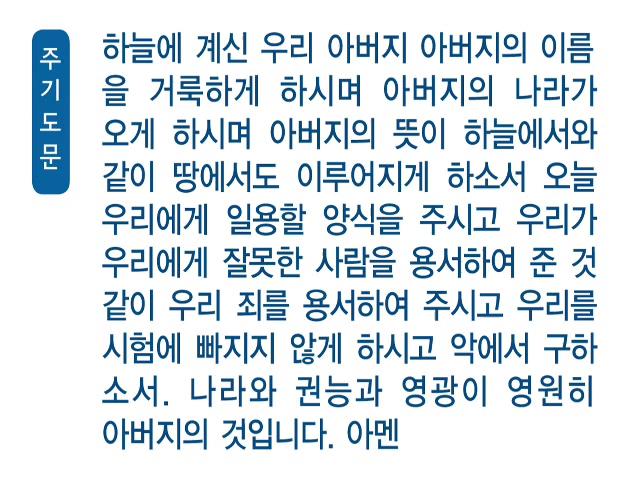 주기도문
하늘에 계신 우리 아버지 아버지의 이름
을 거룩하게 하시며 아버지의 나라가
오게 하시며 아버지의 뜻이 하늘에서와
같이 땅에서도 이루어지게 하소서 오늘
우리에게 일용할 양식을 주시고 우리가
우리에게 잘못한 사람을 용서하여 준 것
같이 우리 죄를 용서하여 주시고 우리를
시험에 빠지지 않게 하시고 악에서 구하
소서. 나라와 권능과 영광이 영원히
아버지의 것입니다. 아멘